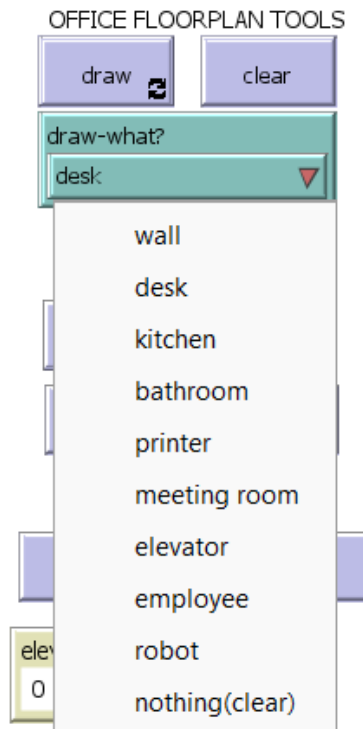 OFFICE FLOORPLAN TOOLS
draw clear
draw-what?
desk
wall
desk
kitchen
bathroom
printer
meeting room
elevator
employee
robot
nothing(clear)
0